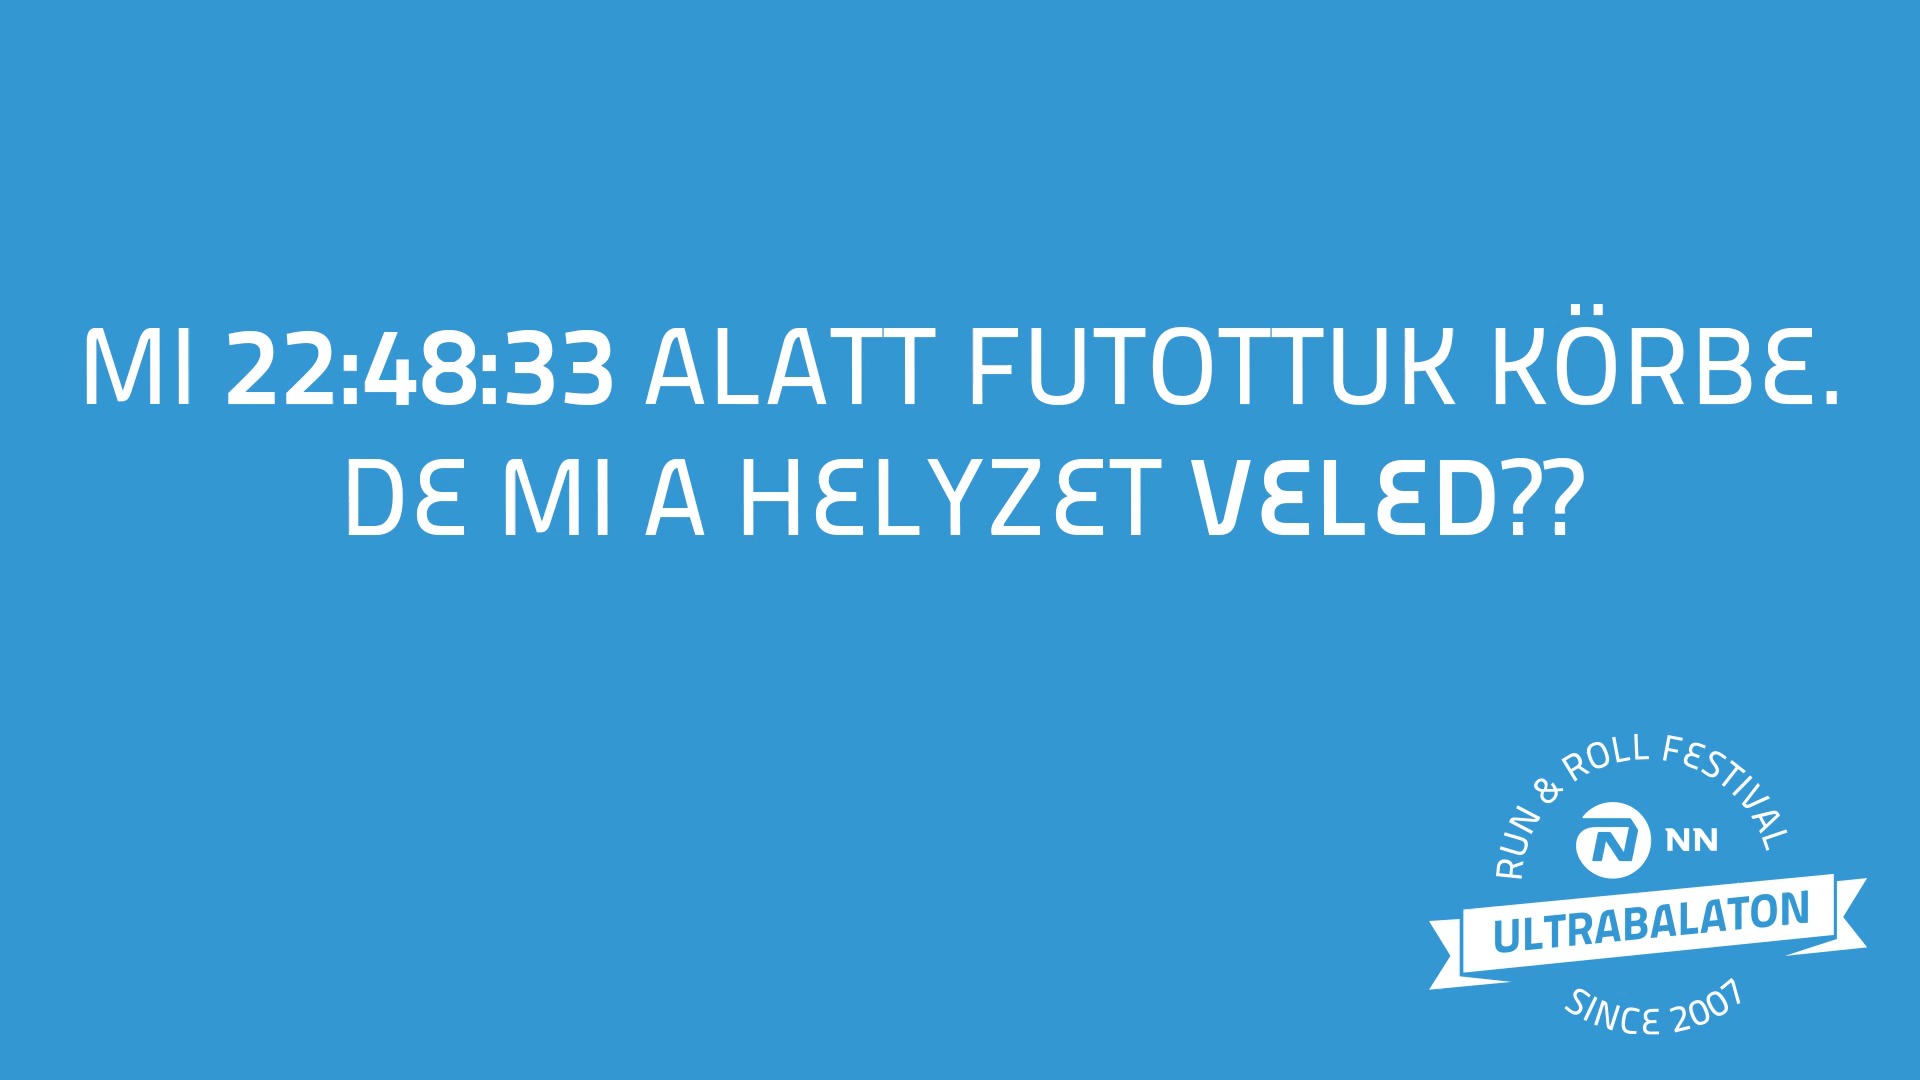 MI 22:48:33 ALATT FUTOTTUK KÖRBE.
DE MI A HELYZET VELED??
RUN & ROLL FESTIVAL
NN
ULTRABALATON
SINCE 2007